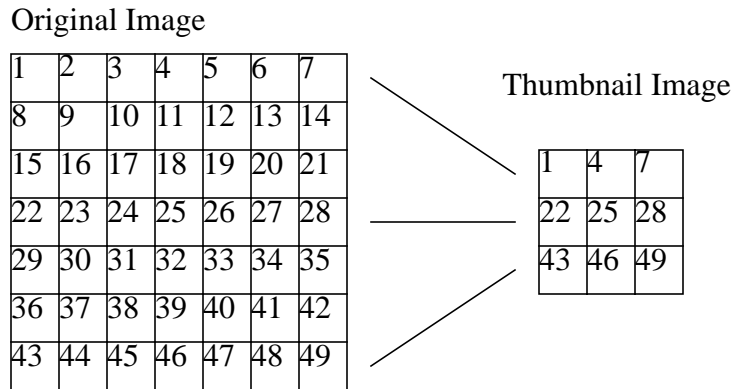 Original Image
1 2 3 4 5 6 7
8 9 10 11 12 13 14
15 16 17 18 19 20 21
22 23 24 25 26 27 28
29 30 31 32 33 34 35
36 37 38 39 40 41 42
43 44 45 46 47 48 49
Thumbnail Image
1 4 7
22 25 28
43 46 49